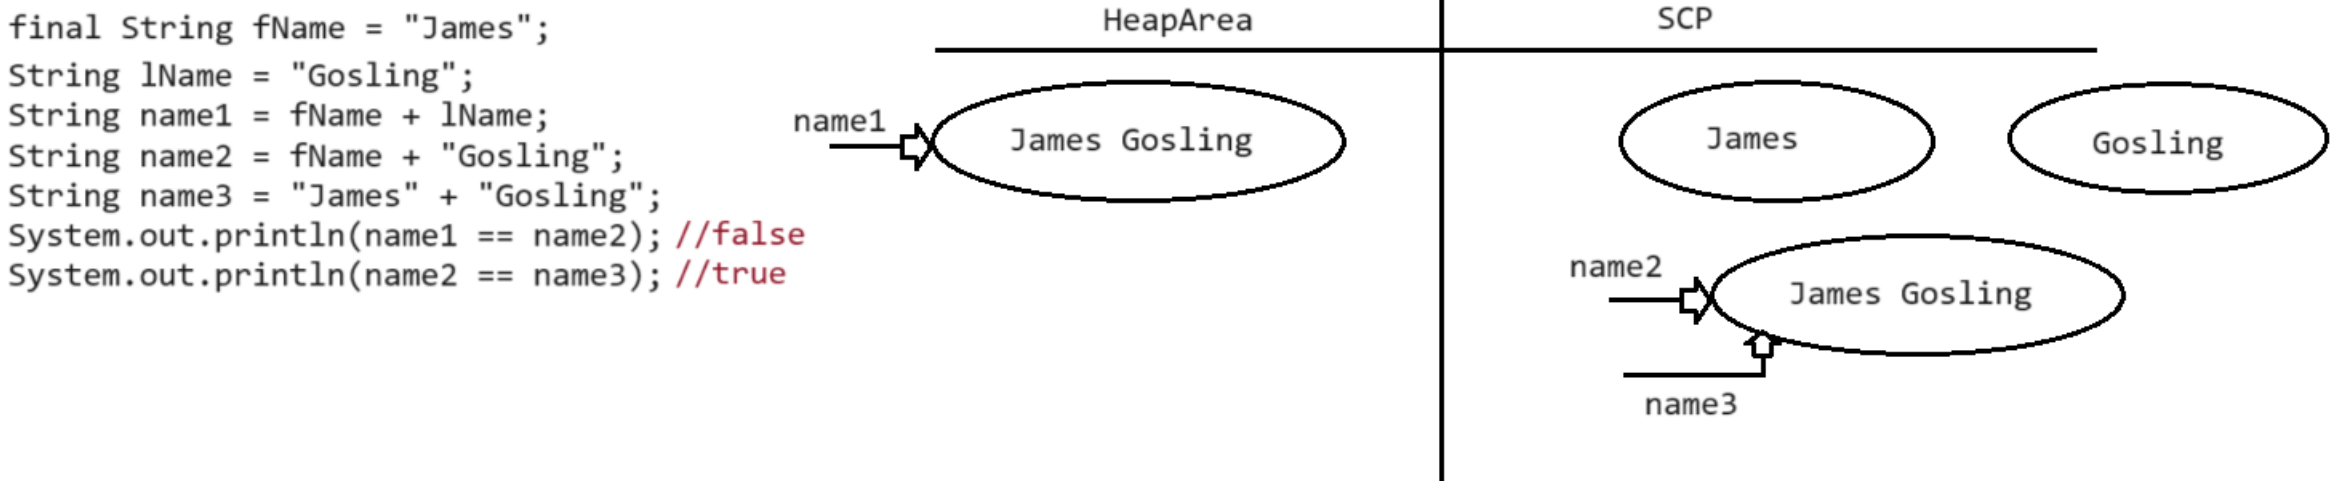 final String fName = "James";
String lName = "Gosling";
String name1 = fName + lName;
String name2 = fName + "Gosling";
String name3 = "James" + "Gosling";
System.out.println(name1 == name2); //false
System.out.println(name2 == name3); //true
HeapArea
SCP
name1
James Gosling
James
Gosling
name2
James Gosling
name3